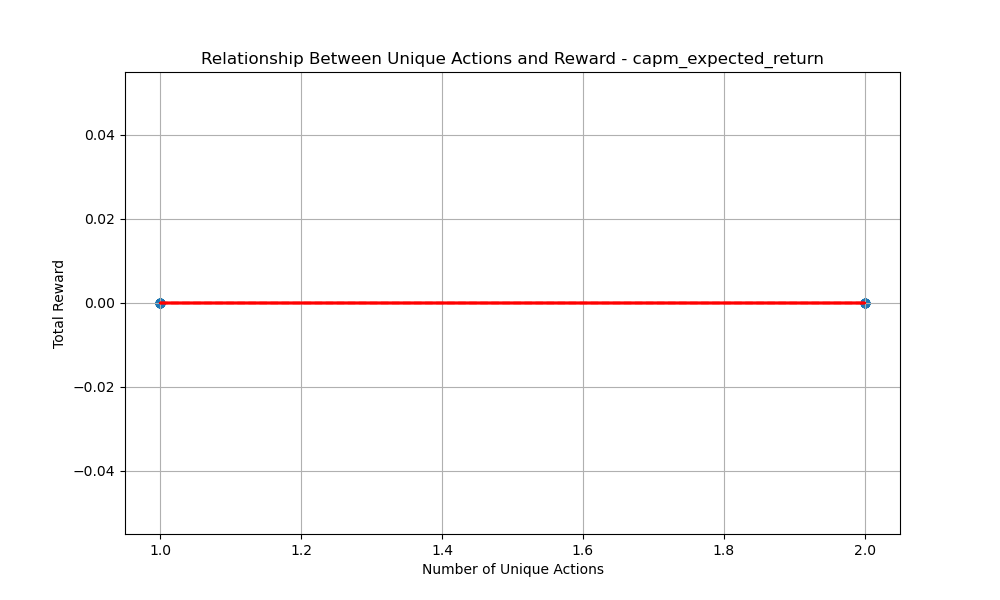 Relationship Between Unique Actions and Reward - capm_expected_return
0.04
0.02
0.00
−0.02
−0.04
Total Reward
1.0 1.2 1.4 1.6 1.8 2.0
Number of Unique Actions